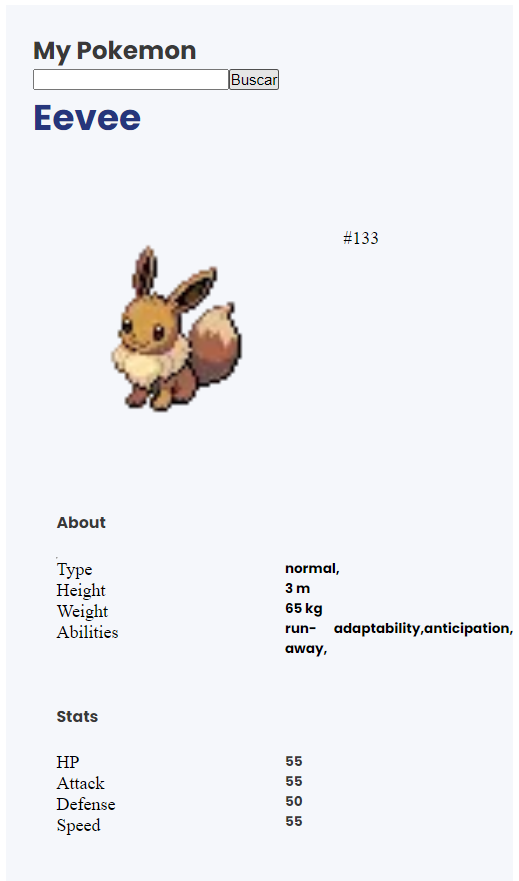 My Pokemon
Buscar
Eevee
#133
About
Type normal,
Height 3 m
Weight 65 kg
Abilities run- adaptability,anticipation,
away,
Stats
HP 55
Attack 55
Defense 50
Speed 55